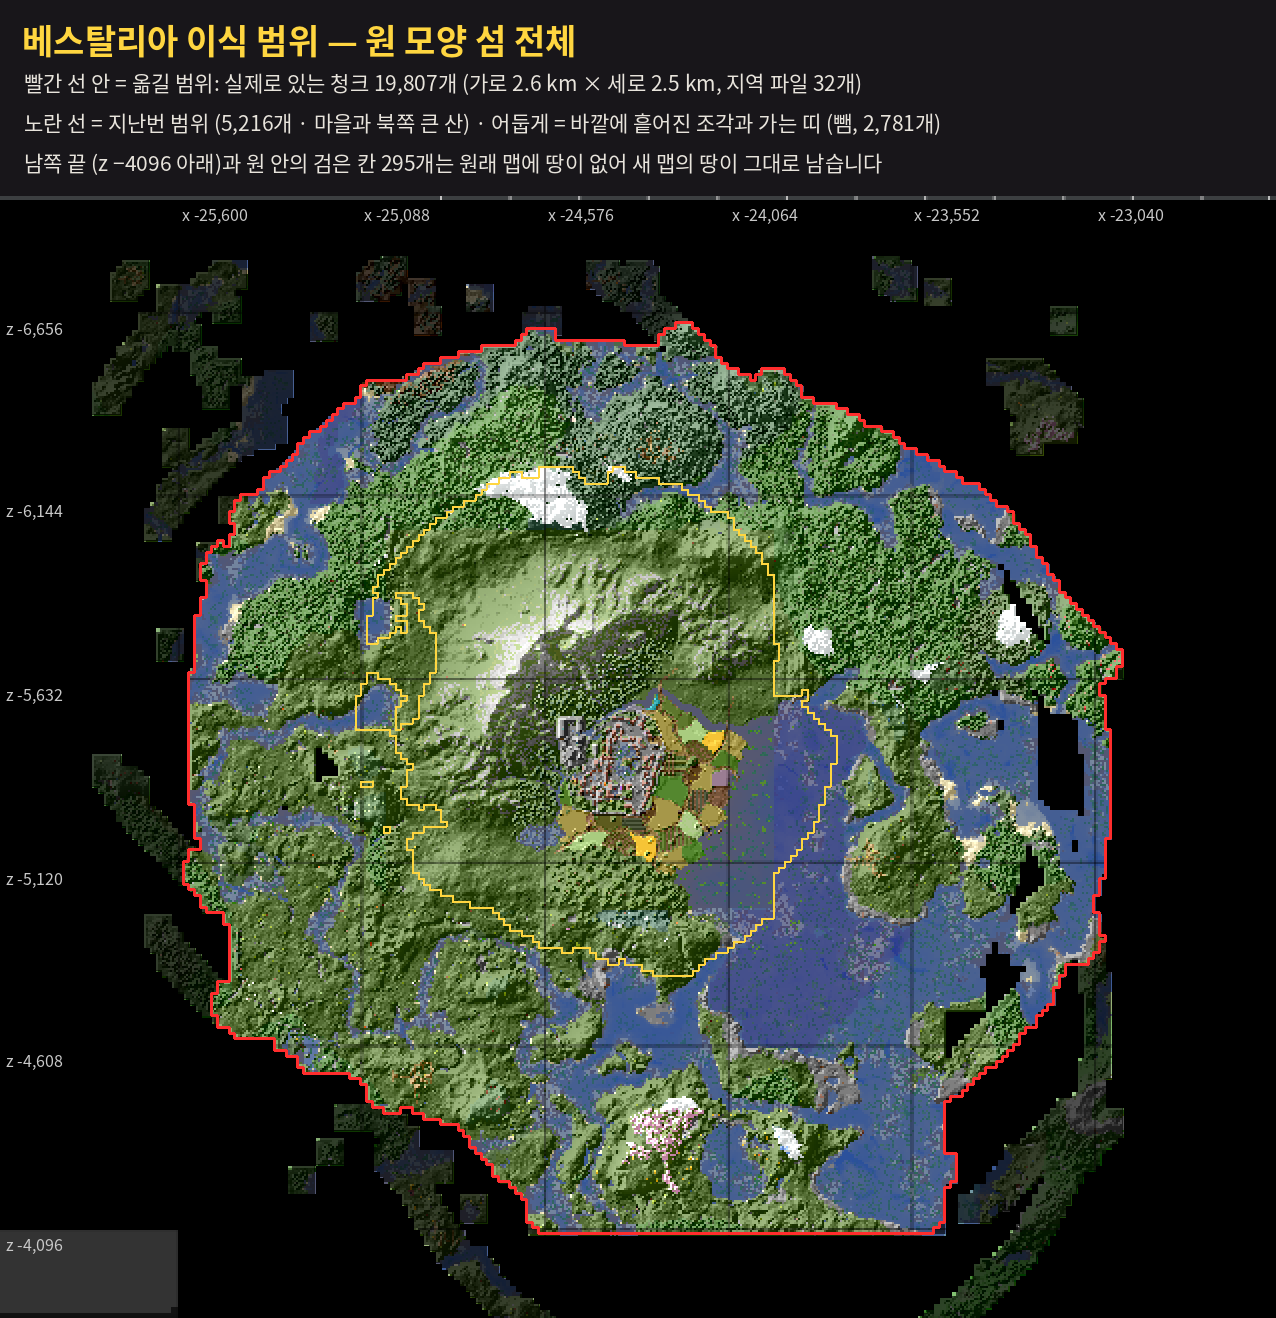 베스탈리아 이식 범위 — 원 모양 섬 전체
빨간 선 안 = 옮길 범위: 실제로 있는 청크 19,807개 (가로 2.6 km × 세로 2.5 km, 지역 파일 32개)
노란 선 = 지난번 범위 (5,216개 · 마을과 북쪽 큰 산) · 어둡게 = 바깥에 흩어진 조각과 가는 띠 (뺌, 2,781개)
남쪽 끝 (z −4096 아래)과 원 안의 검은 칸 295개는 원래 맵에 땅이 없어 새 맵의 땅이 그대로 남습니다
x -25,600
x -25,088
x -24,576
x -24,064
x -23,552
x -23,040
z -6,656
z -6,144
z -5,632
z -5,120
z -4,608
z -4,096